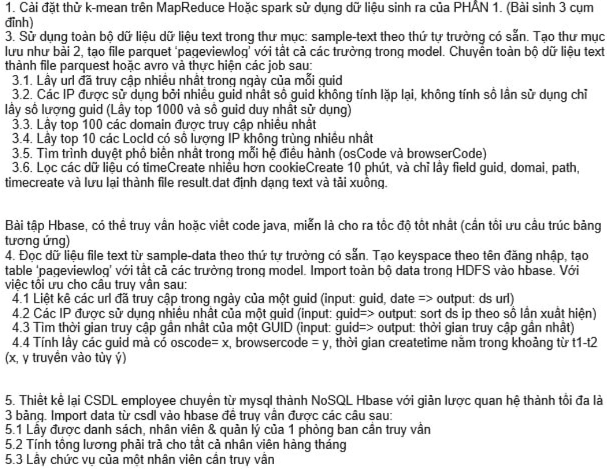 1. Cài đặt thử k-mean trên MapReduce Hoặc spark sử dụng dữ liệu sinh ra của PHẦN 1. (Bài sinh 3 cụm
đỉnh)
3. Sử dụng toàn bộ dữ liệu dữ liệu text trong thư mục: sample-text theo thứ tự trường có sẵn. Tạo thư mục
lưu như bài 2, tạo file parquet 'pageviewlog' với tất cả các trường trong model. Chuyển toàn bộ dữ liệu text
thành file parquest hoặc avro và thực hiện các job sau:
3.1. Lấy url đã truy cập nhiều nhất trong ngày của mỗi guid
3.2. Các IP được sử dụng bởi nhiều guid nhất số guid không tính lặp lại, không tính số lần sử dụng chỉ
lấy số lượng guid (Lấy top 1000 và số guid duy nhất sử dụng)
3.3. Lấy top 100 các domain được truy cập nhiều nhất
3.4. Lấy top 10 các LocId có số lượng IP không trùng nhiều nhất
3.5. Tìm trình duyệt phổ biến nhất trong mỗi hệ điều hành (osCode và browserCode)
3.6. Lọc các dữ liệu có timeCreate nhiều hơn cookieCreate 10 phút, và chỉ lấy field guid, domai, path,
timecreate và lưu lại thành file result.dat định dạng text và tải xuống.
Bài tập Hbase, có thể truy vấn hoặc viết code java, miễn là cho ra tốc độ tốt nhất (cần tối ưu cấu trúc bảng
tương ứng)
4. Đọc dữ liệu file text từ sample-data theo thứ tự trường có sẵn. Tạo keyspace theo tên đăng nhập, tạo
table 'pageviewlog' với tất cả các trường trong model. Import toàn bộ data trong HDFS vào hbase. Với
việc tối ưu cho câu truy vấn sau:
4.1 Liệt kê các url đã truy cập trong ngày của một guid (input: guid, date => output: ds url)
4.2 Các IP được sử dụng nhiều nhất của một guid (input: guid=> output: sort ds ip theo số lần xuất hiện)
4.3 Tìm thời gian truy cập gần nhất của một GUID (input: guid=> output: thời gian truy cập gần nhất)
4.4 Tính lấy các guid mà có oscode= x, browsercode = y, thời gian createtime nằm trong khoảng từ t1-t2
(x, y truyền vào tùy ý)
5. Thiết kế lại CSDL employee chuyển từ mysql thành NoSQL Hbase với giản lược quan hệ thành tối đa là
3 bảng. Import data từ csdl vào hbase để truy vấn được các câu sau:
5.1 Lấy được danh sách, nhân viên & quản lý của 1 phòng ban cần truy vấn
5.2 Tính tổng lương phải trả cho tất cả nhân viên hàng tháng
5.3 Lấy chức vụ của một nhân viên cần truy vấn